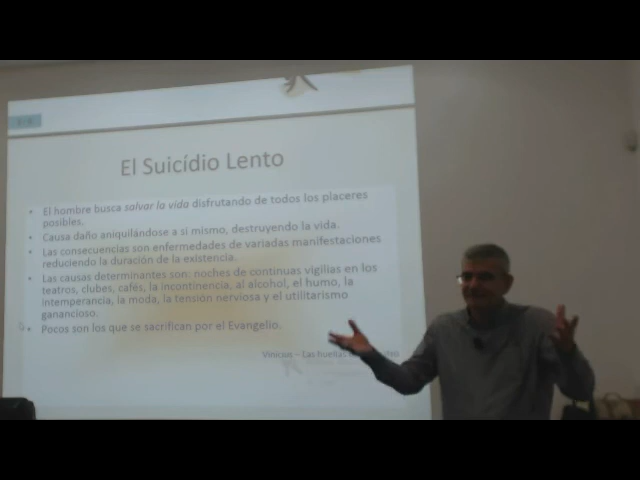 El Suicídio Lento
• El hombre busca salvar la vida disfrutando de todos los placeres
posibles.
• Causa daño aniquilándose a sí mismo, destruyendo la vida.
• Las consecuencias son enfermedades de variadas manifestaciones
reduciendo la duración de la existencia.
• Las causas determinantes son: noches de continuas vigilias en los
teatros, clubes, cafés, la incontinencia, al alcohol, el humo, la
intemperancia, la moda, la tensión nerviosa y el utilitarismo
ganancioso.
• Pocos son los que se sacrifican por el Evangelio.
Vinicius – Las huellas